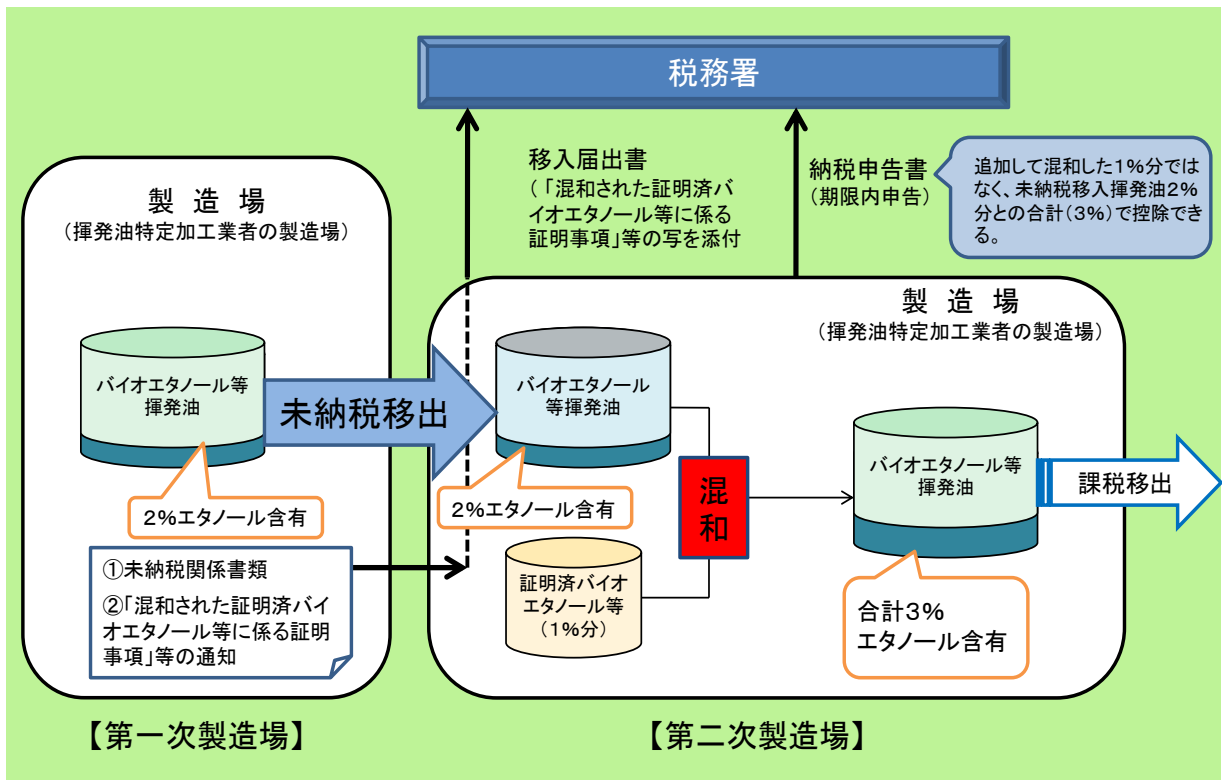 税務署
製 造 場
(揮発油特定加工業者の製造場)
バイオエタノール等
揮発油
2%エタノール含有
①未納税関係書類
②「混和された証明済バイ
オエタノール等に係る証明
事項」等の通知
【第一次製造場】
未納税移出
移入届出書
(「混和された証明済バ
イオエタノール等に係る
証明事項」等の写を添付
納税申告書
(期限内申告)
追加して混和した1%分では
なく、未納税移入揮発油2%
分との合計(3%)で控除でき
る。
製 造 場
(揮発油特定加工業者の製造場)
バイオエタノール
等揮発油
2%エタノール含有
証明済バイオ
エタノール等
(1%分)
混
和
バイオエタノール等
揮発油
合計3%
エタノール含有
課税移出
【第二次製造場】